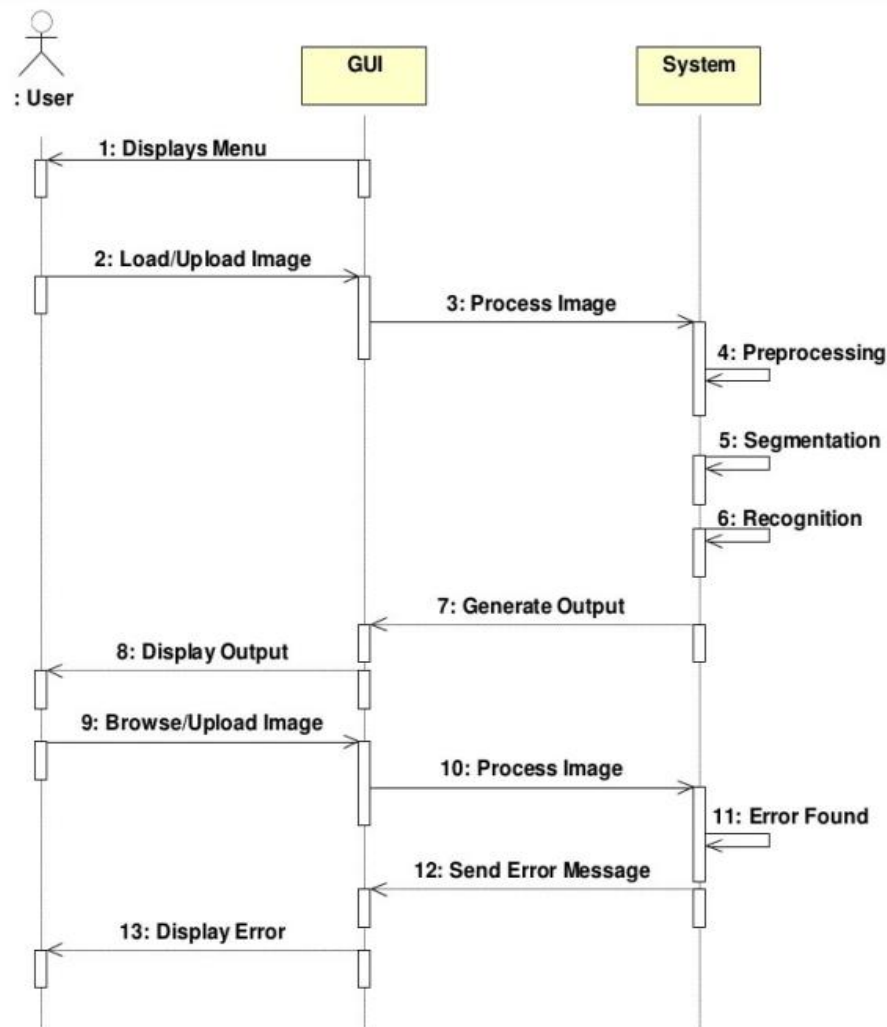 : User
GUI
System
1: Displays Menu
2: Load/Upload Image
3: Process Image
4: Preprocessing
5: Segmentation
6: Recognition
7: Generate Output
8: Display Output
9: Browse/Upload Image
10: Process Image
11: Error Found
12: Send Error Message
13: Display Error